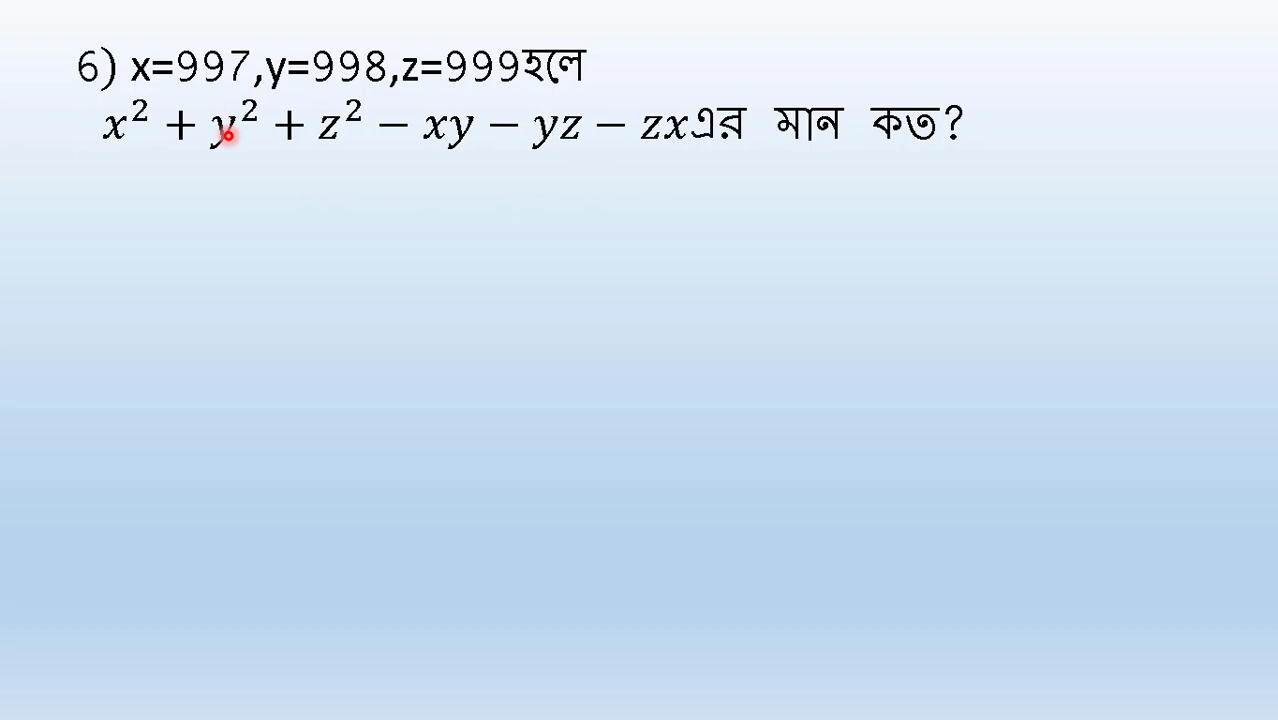 6) x=997,y=998,z=999হলে
x² + y² + z² − xy − yz − zxএর মান কত?